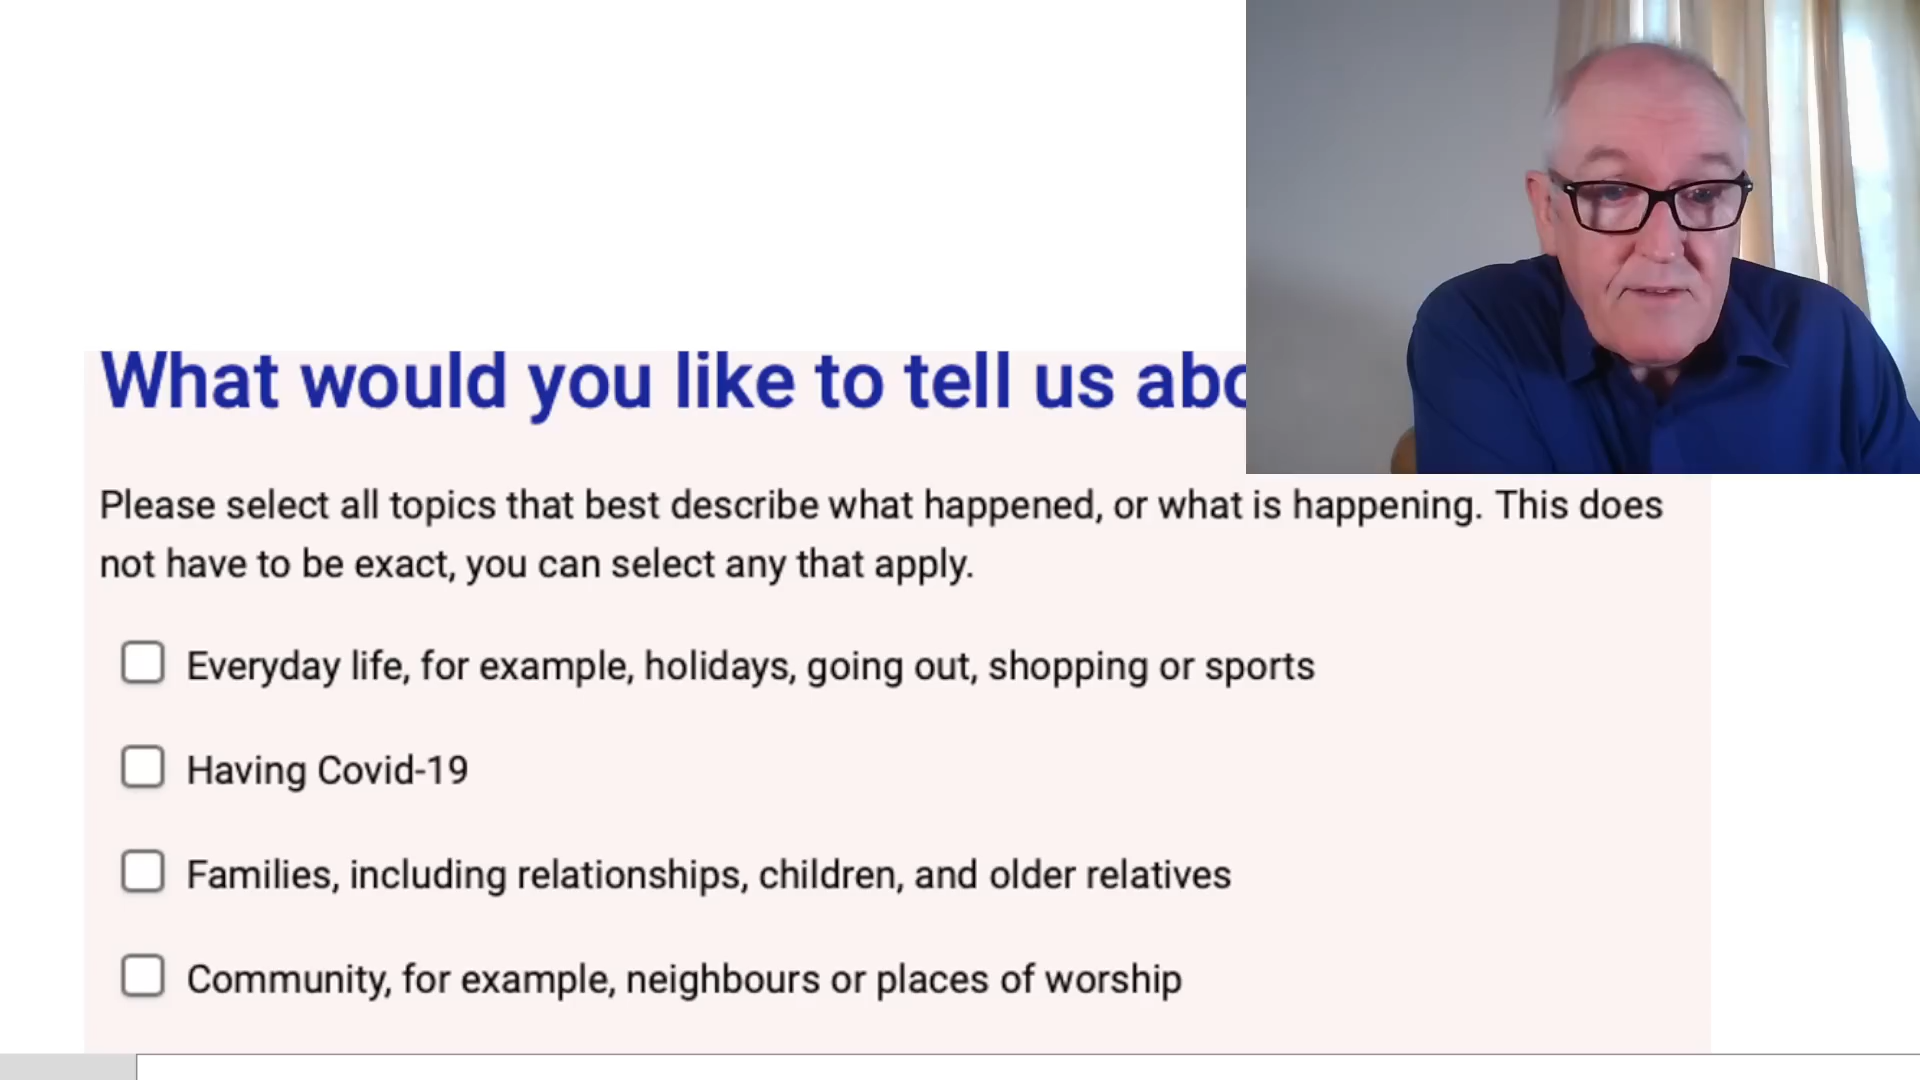 What would you like to tell us
Please select all topics that best describe what happened, or what is happening. This does
not have to be exact, you can select any that apply.
Everyday life, for example, holidays, going out, shopping or sports
Having Covid-19
Families, including relationships, children, and older relatives
Community, for example, neighbours or places of worship